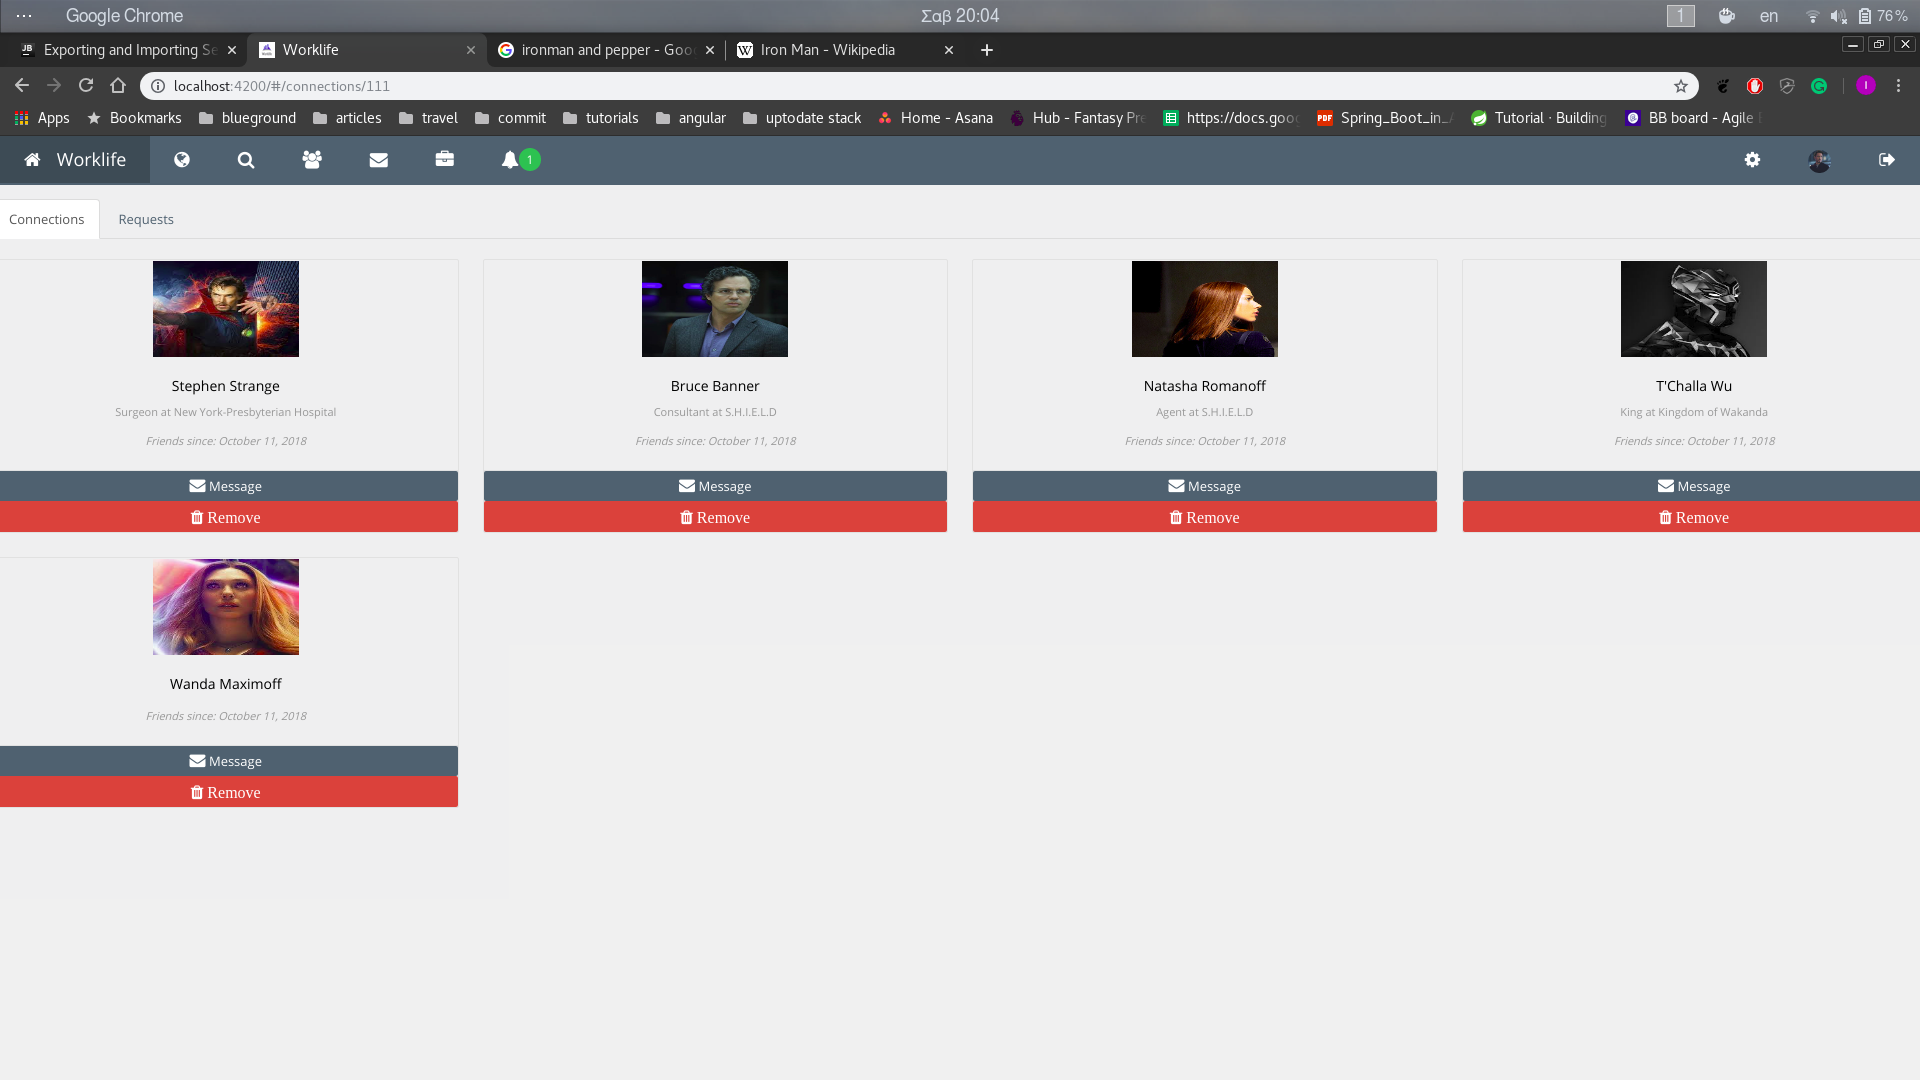 Google Chrome
Σαβ 20:04
1
en
76%
Exporting and Importing Se
Worklife
ironman and pepper - Goo
Iron Man - Wikipedia
localhost:4200/#/connections/111
Apps
Bookmarks
blueground
articles
travel
commit
tutorials
angular
uptodate stack
Home - Asana
Hub - Fantasy Pre
https://docs.goo
Spring_Boot_in_
Tutorial · Building
BB board - Agile
Worklife
1
Connections
Requests
Stephen Strange
Surgeon at New York-Presbyterian Hospital
Friends since: October 11, 2018
Message
Remove
Bruce Banner
Consultant at S.H.I.E.L.D
Friends since: October 11, 2018
Message
Remove
Natasha Romanoff
Agent at S.H.I.E.L.D
Friends since: October 11, 2018
Message
Remove
T'Challa Wu
King at Kingdom of Wakanda
Friends since: October 11, 2018
Message
Remove
Wanda Maximoff
Friends since: October 11, 2018
Message
Remove